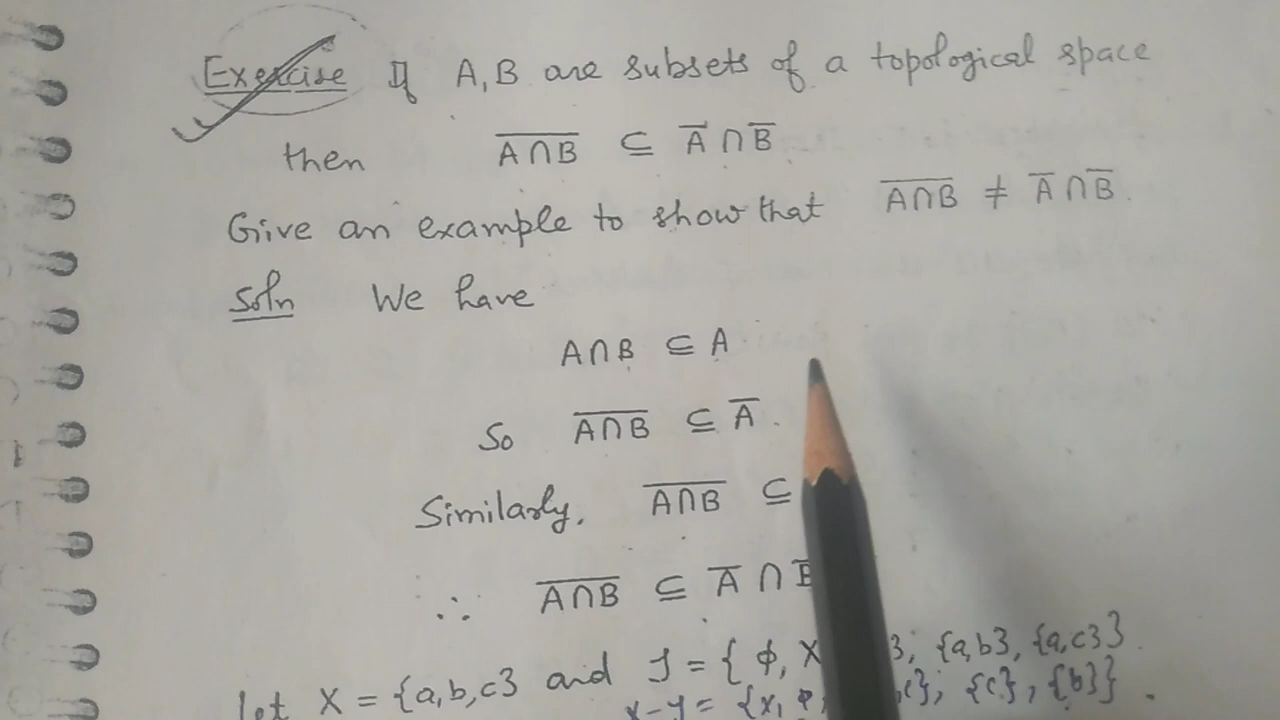 Exercise If A, B are subsets of a topological space
then A̅∩̅B̅ ⊆ A̅ ∩ B̅
Give an example to show that A̅∩̅B̅ ≠ A̅ ∩ B̅.
Soln We have
A∩B ⊆ A
So A̅∩̅B̅ ⊆ A̅.
Similarly, A̅∩̅B̅ ⊆
∴ A̅∩̅B̅ ⊆ A̅ ∩ B̅
let X = {a,b,c} and J = {ϕ, X }, {a,b}, {a,c}}.
X-Y = {X, ϕ, c}, {c}, {b}}.